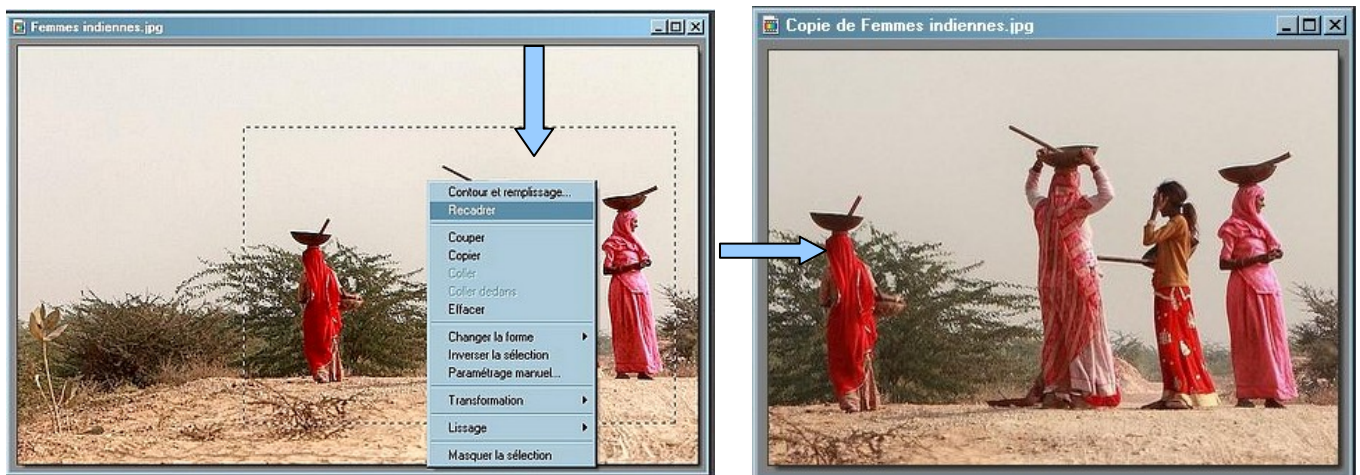 Femmes indiennes.jpg
Contour et remplissage...
Recadrer
Couper
Copier
Coller
Coller dedans
Effacer
Changer la forme
Inverser la sélection
Paramétrage manuel...
Transformation
Lissage
Masquer la sélection
Copie de Femmes indiennes.jpg